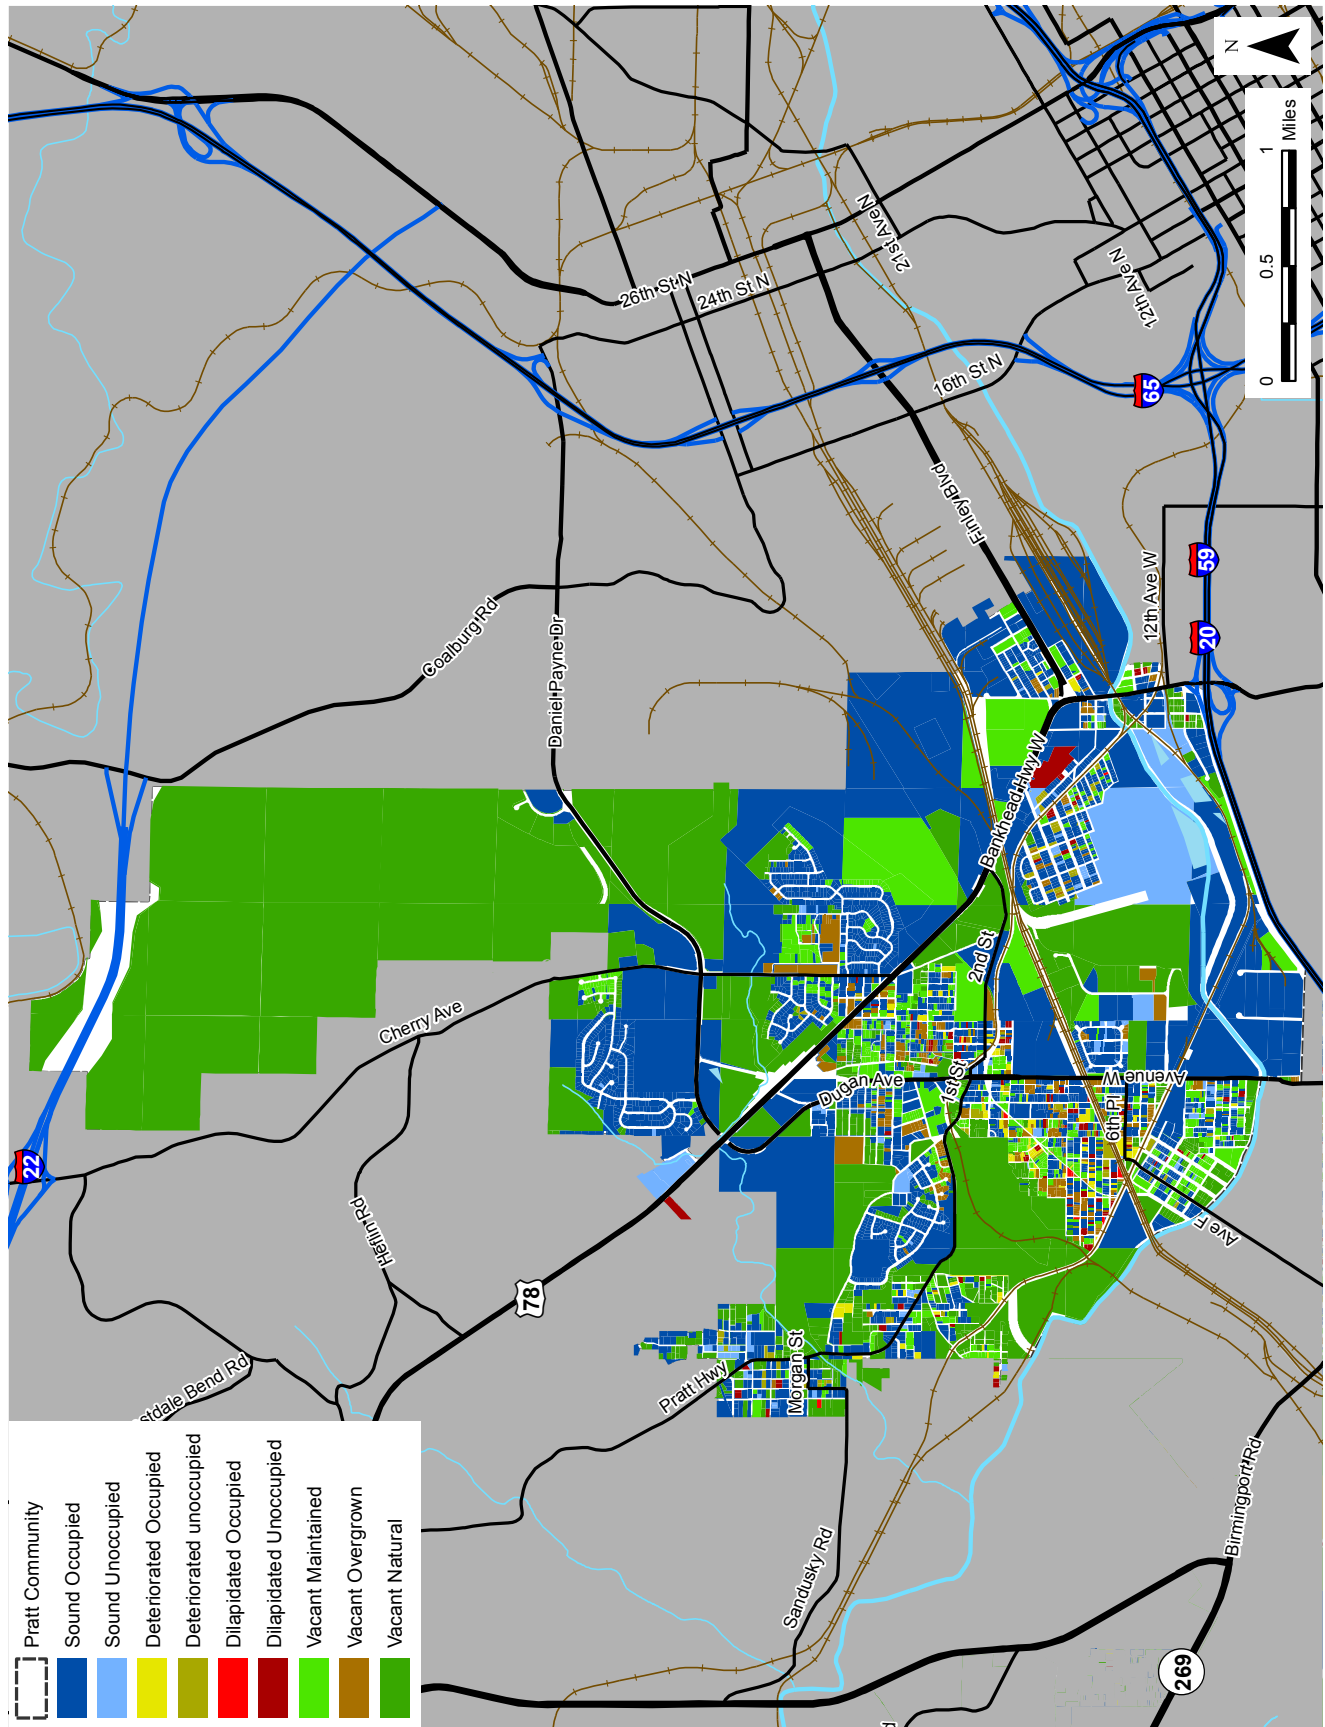 Pratt Community
Sound Occupied
Sound Unoccupied
Deteriorated Occupied
Deteriorated unoccupied
Dilapidated Occupied
Dilapidated Unoccupied
Vacant Maintained
Vacant Overgrown
Vacant Natural
N
0 0.5 1
Miles
22
78
65
59
20
269
Coalburg Rd
Daniel Payne Dr
26th St N
24th St N
21st Ave N
12th Ave N
16th St N
Finley Blvd
12th Ave W
Bankhead Hwy W
2nd St
Cherry Ave
Dugan Ave
1st St
Avenue W
6th Pl
Ave F
Heflin Rd
stdale Bend Rd
Pratt Hwy
Morgan St
Sandusky Rd
Birmingport Rd
d